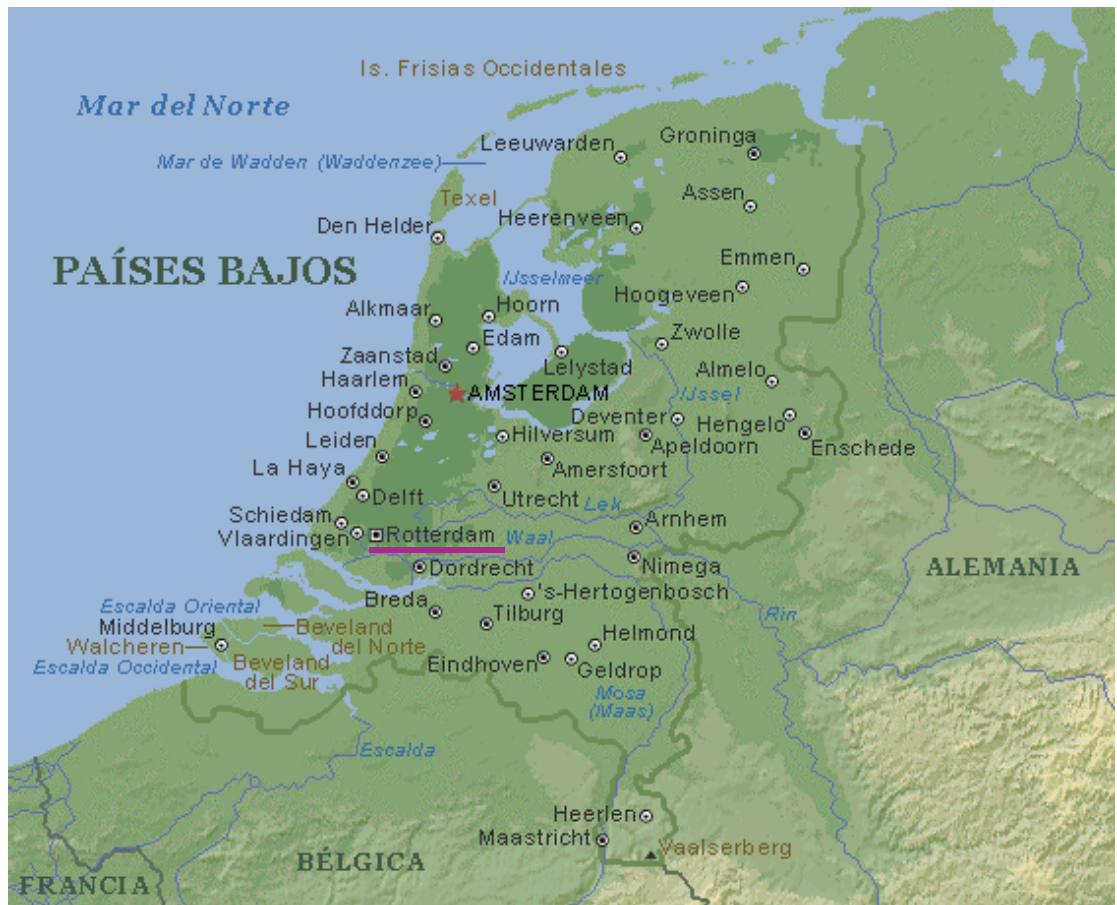 Is. Frisias Occidentales
Mar del Norte
Groninga
Leeuwarden
Mar de Wadden (Waddenzee)
Assen
Texel
Heerenveen
Den Helder
Emmen
PAÍSES BAJOS
IJsselmeer
Hoogeveen
Alkmaar
Hoorn
Zwolle
Edam
Zaanstad
Lelystad
Almelo
Haarlem
AMSTERDAM
IJssel
Hoofddorp
Deventer
Hengelo
Hilversum
Apeldoorn
Enschede
Leiden
Amersfoort
La Haya
Delft
Utrecht
Lek
Schiedam
Arnhem
Vlaardingen
Rotterdam
Waal
Nimega
ALEMANIA
Dordrecht
's-Hertogenbosch
Escalda Oriental
Breda
Tilburg
Rin
Middelburg
Beveland
del Norte
Helmond
Walcheren
Escalda Occidental
Beveland
del Sur
Eindhoven
Geldrop
Mosa
(Maas)
Escalda
Heerlen
Maastricht
Vaalserberg
BÉLGICA
FRANCIA